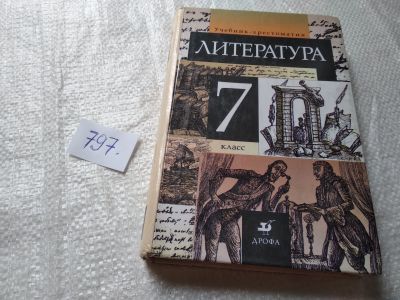 Учебник-хрестоматия
ЛИТЕРАТУРА
7
класс
ДРОФА
797.